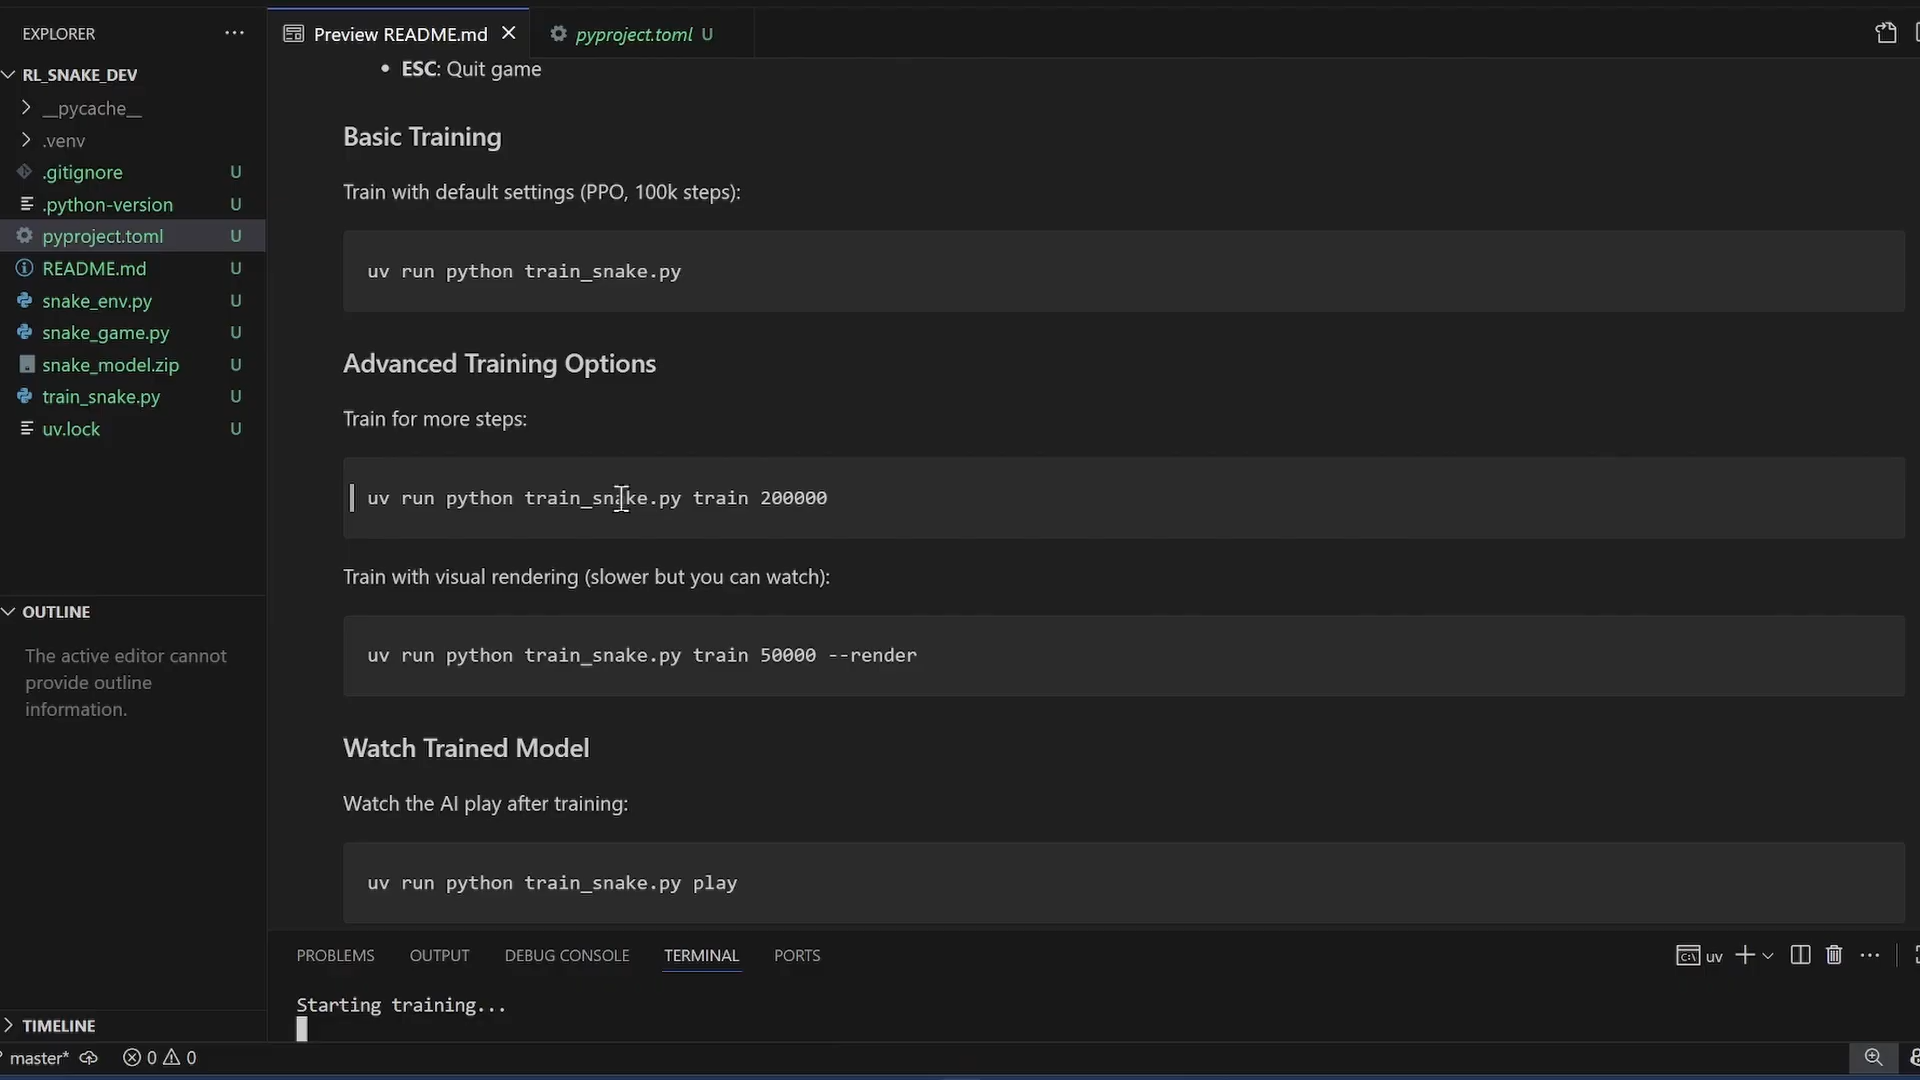 EXPLORER
RL_SNAKE_DEV
__pycache__
.venv
.gitignore U
.python-version U
pyproject.toml U
README.md U
snake_env.py U
snake_game.py U
snake_model.zip U
train_snake.py U
uv.lock U
OUTLINE
The active editor cannot
provide outline
information.
TIMELINE
Preview README.md
pyproject.toml U
• ESC: Quit game
Basic Training
Train with default settings (PPO, 100k steps):
uv run python train_snake.py
Advanced Training Options
Train for more steps:
uv run python train_snake.py train 200000
Train with visual rendering (slower but you can watch):
uv run python train_snake.py train 50000 --render
Watch Trained Model
Watch the AI play after training:
uv run python train_snake.py play
PROBLEMS OUTPUT DEBUG CONSOLE TERMINAL PORTS
uv
Starting training...
master* 0 0